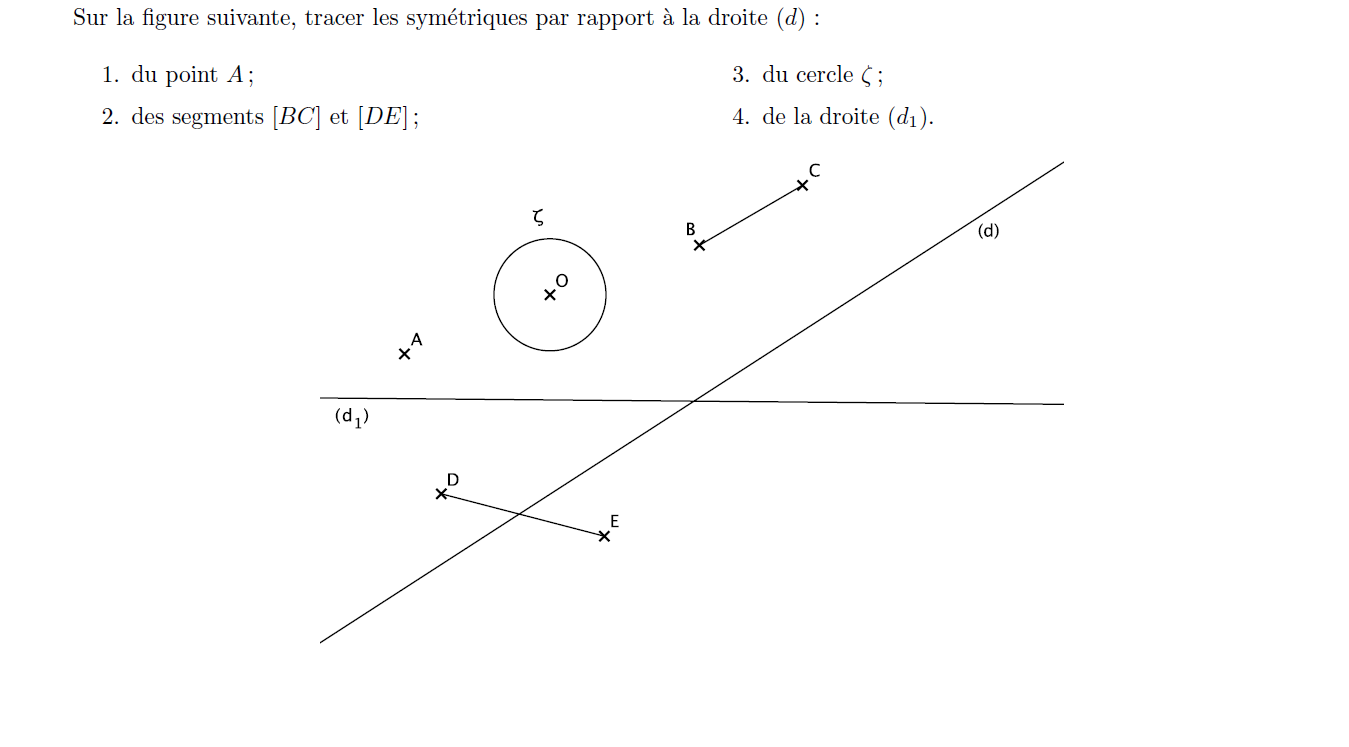 Sur la figure suivante, tracer les symétriques par rapport à la droite (d) :
1. du point A ;
2. des segments [BC] et [DE] ;
3. du cercle ζ ;
4. de la droite (d₁).
C
ζ
B
(d)
O
A
(d₁)
D
E